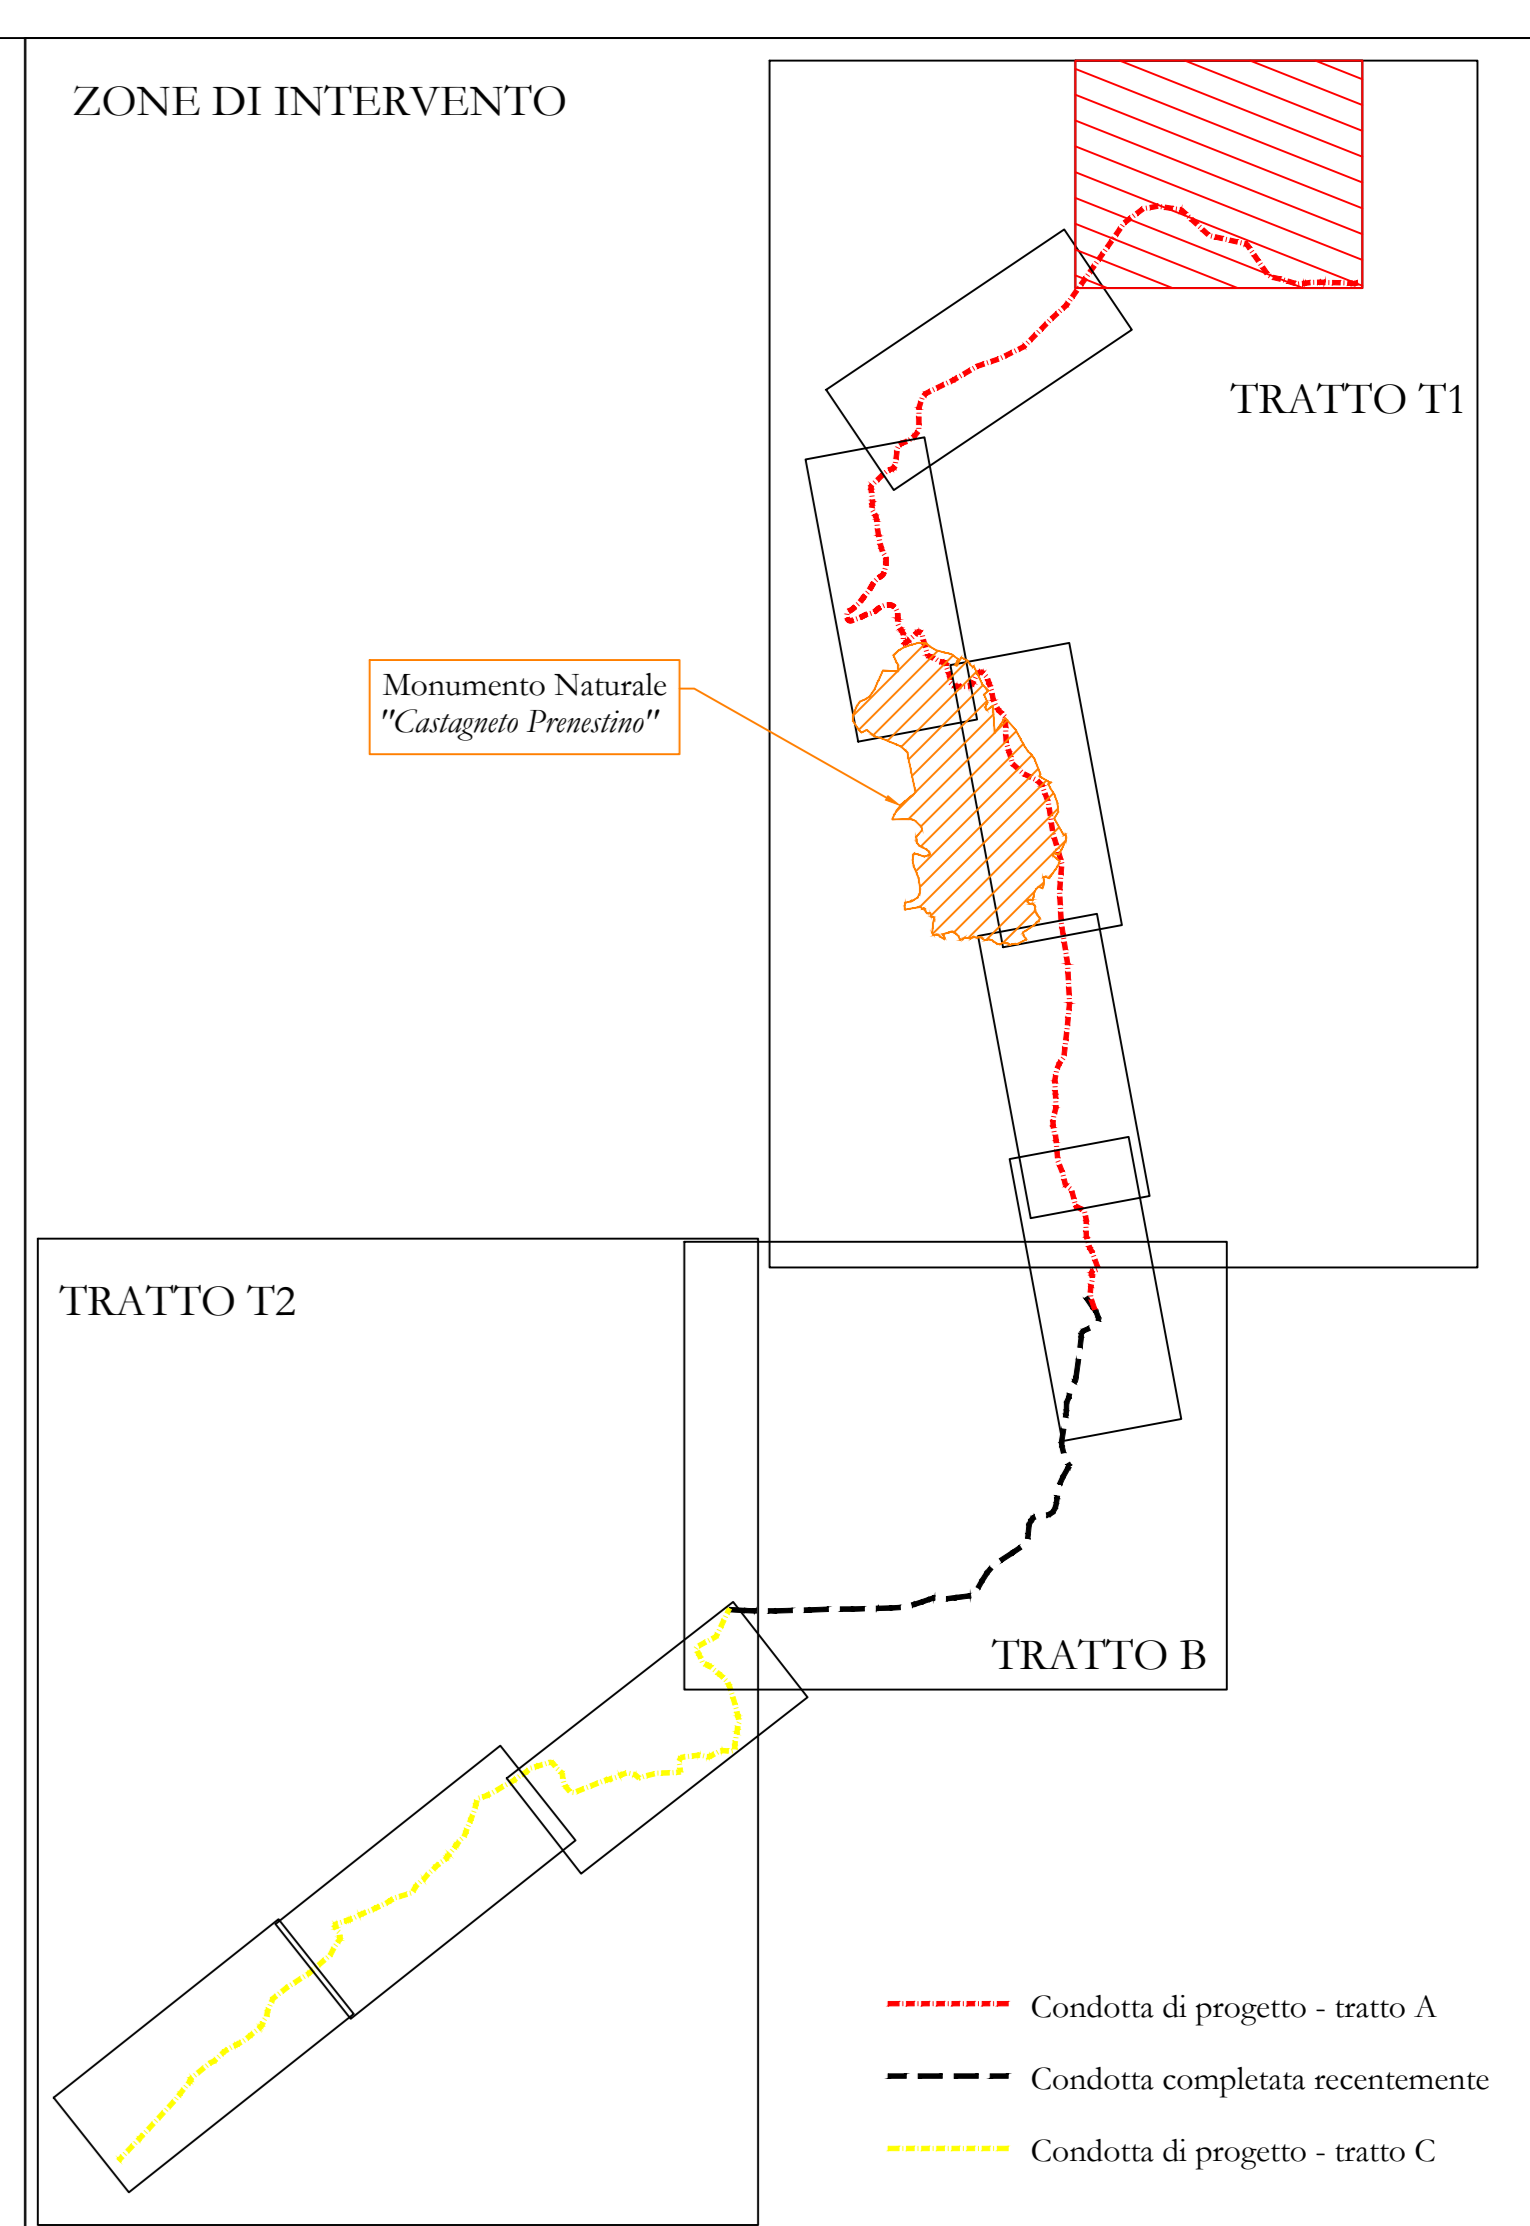 ZONE DI INTERVENTO
TRATTO T1
Monumento Naturale
"Castagneto Prenestino"
TRATTO T2
TRATTO B
Condotta di progetto - tratto A
Condotta completata recentemente
Condotta di progetto - tratto C